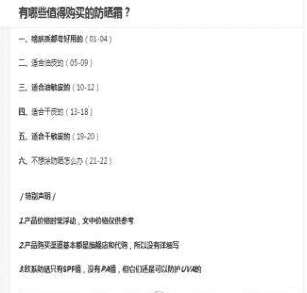 有哪些值得购买的防晒霜？
一、啥肤质都夸好用的（01-04）
二、适合油皮的（05-09）
三、适合油敏皮的（10-12）
四、适合干皮的（13-18）
五、适合干敏皮的（19-20）
六、不想涂防晒怎么办（21-22）
/ 特别声明 /
1.产品价格时常浮动，文中价格仅供参考
2.产品购买渠道基本都是旗舰店和代购，所以没有详细写
3.欧系防晒只有SPF值，没有PA值，但它们还是可以防护UVA的